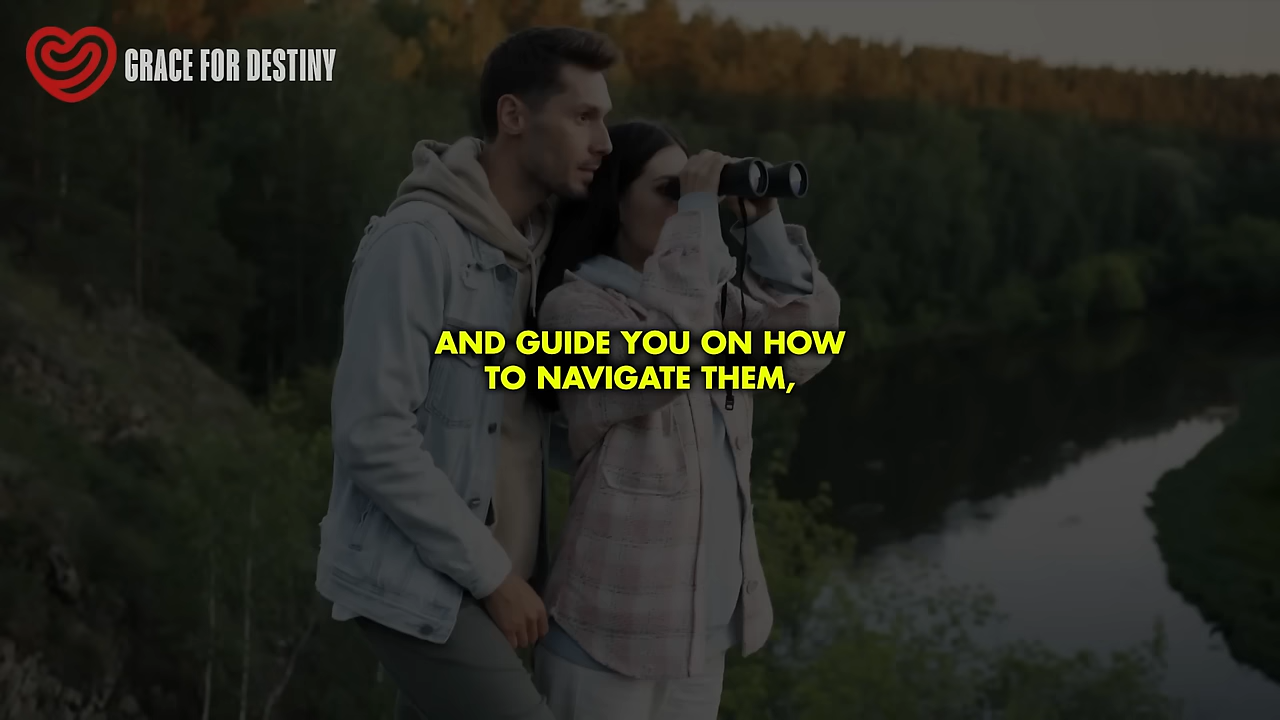 GRACE FOR DESTINY
AND GUIDE YOU ON HOW
TO NAVIGATE THEM,